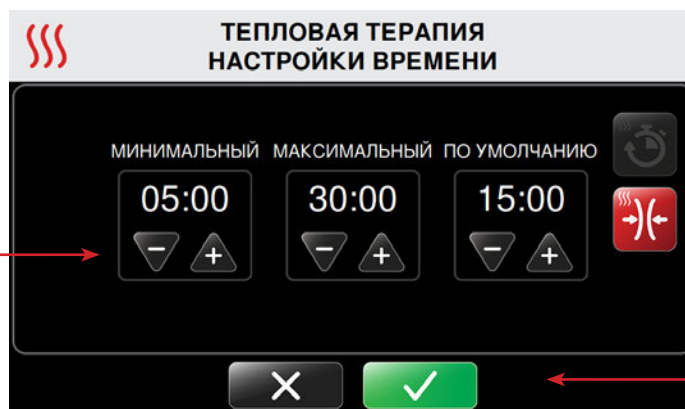 ТЕПЛОВАЯ ТЕРАПИЯ
НАСТРОЙКИ ВРЕМЕНИ
МИНИМАЛЬНЫЙ МАКСИМАЛЬНЫЙ ПО УМОЛЧАНИЮ
05:00 30:00 15:00